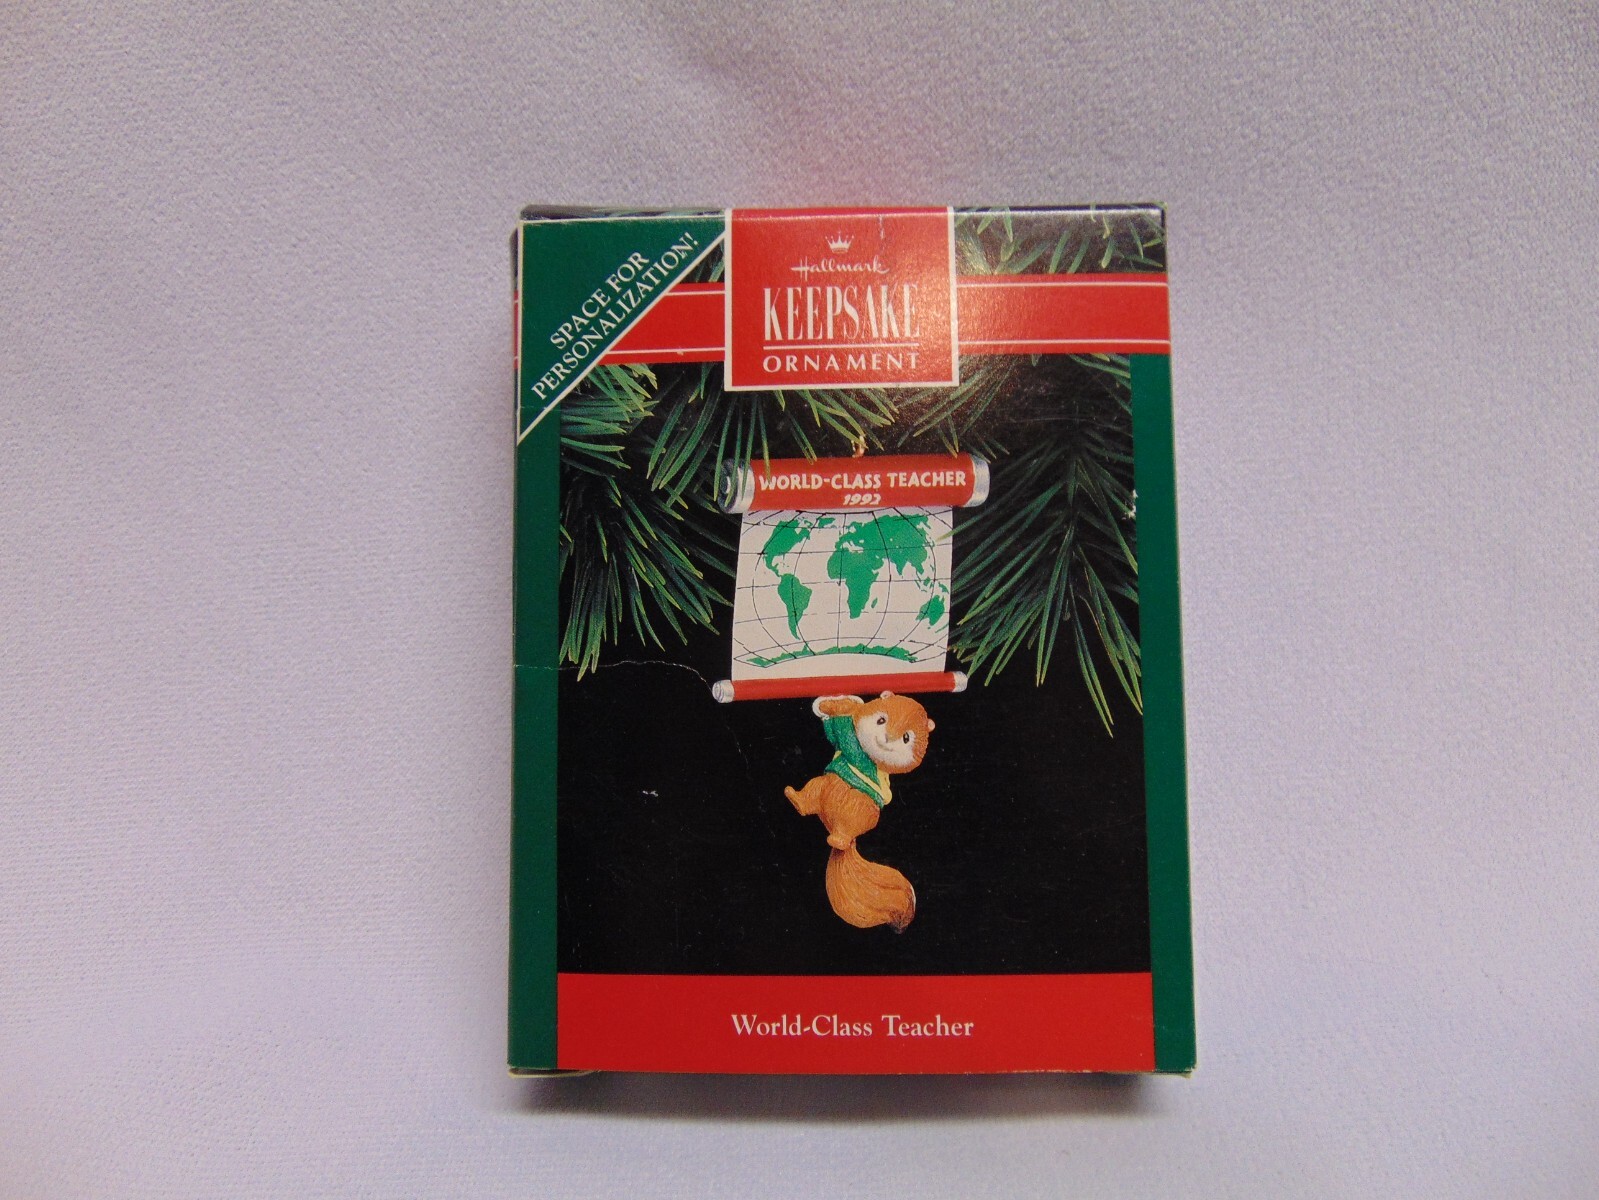 SPACE FOR
PERSONALIZATION!
Hallmark
KEEPSAKE
ORNAMENT
WORLD-CLASS TEACHER
1992
World-Class Teacher